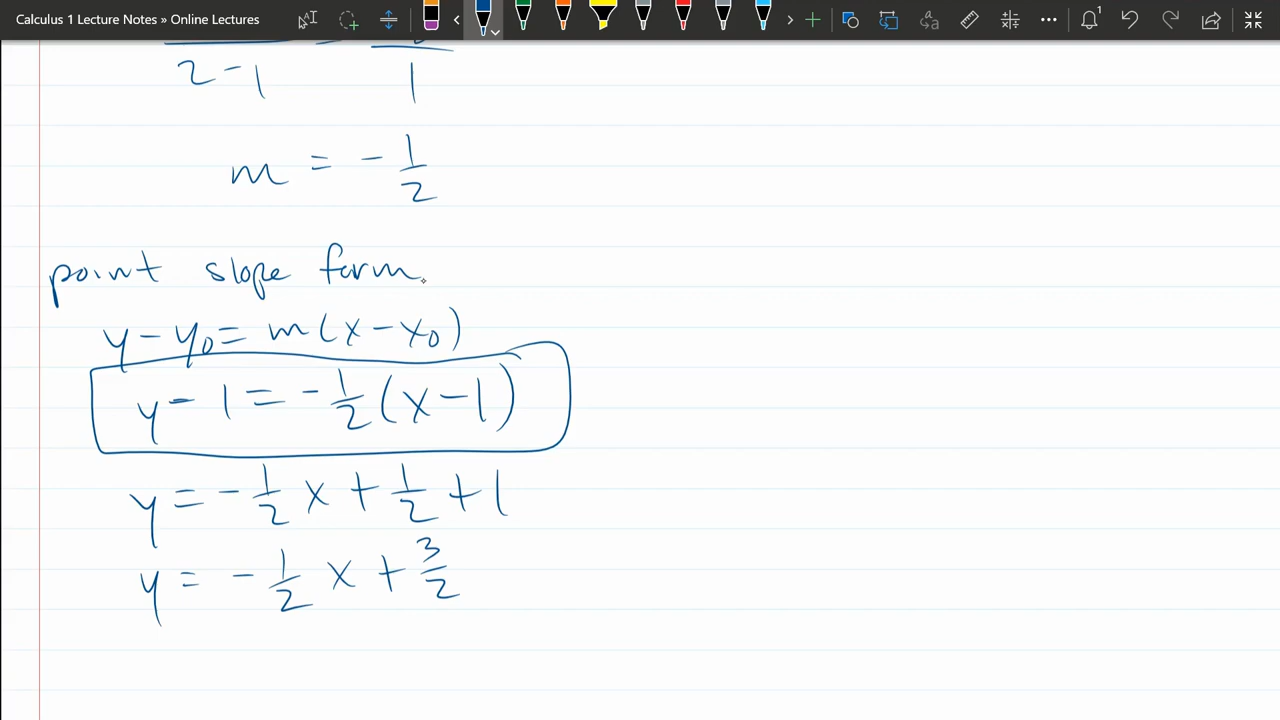 Calculus 1 Lecture Notes » Online Lectures
2 - 1 1
m = - 1/2
point slope form
y - y₀ = m(x - x₀)
y - 1 = - 1/2 (x - 1)
y = - 1/2 x + 1/2 + 1
y = - 1/2 x + 3/2